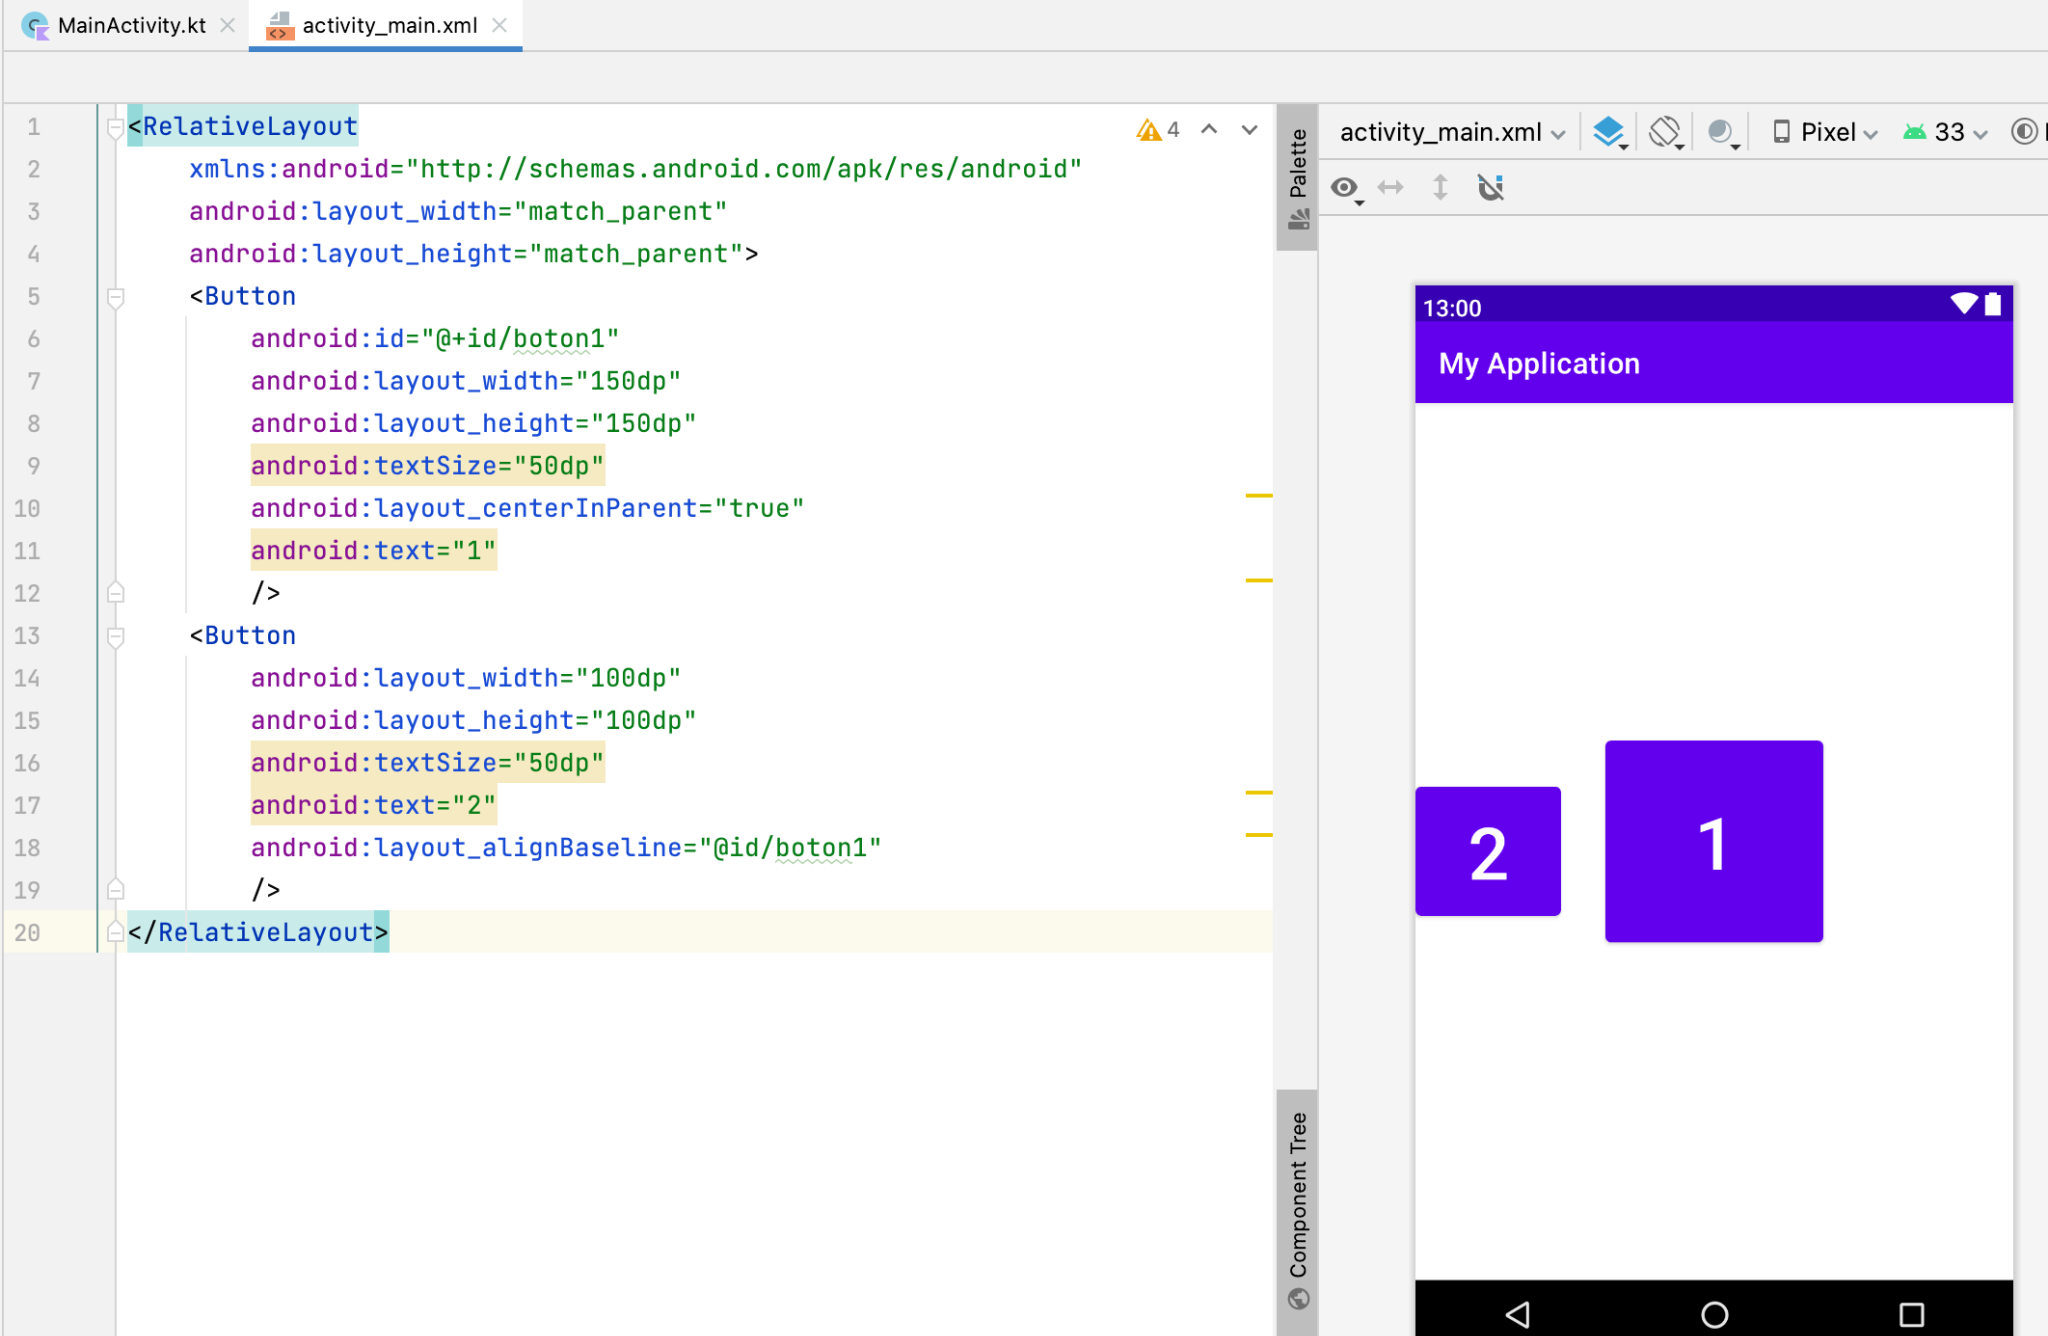 MainActivity.kt
activity_main.xml
4
1 <RelativeLayout
2 xmlns:android="http://schemas.android.com/apk/res/android"
3 android:layout_width="match_parent"
4 android:layout_height="match_parent">
5 <Button
6 android:id="@+id/boton1"
7 android:layout_width="150dp"
8 android:layout_height="150dp"
9 android:textSize="50dp"
10 android:layout_centerInParent="true"
11 android:text="1"
12 />
13 <Button
14 android:layout_width="100dp"
15 android:layout_height="100dp"
16 android:textSize="50dp"
17 android:text="2"
18 android:layout_alignBaseline="@id/boton1"
19 />
20 </RelativeLayout>
Palette
Component Tree
activity_main.xml
Pixel
33
13:00
My Application
2
1